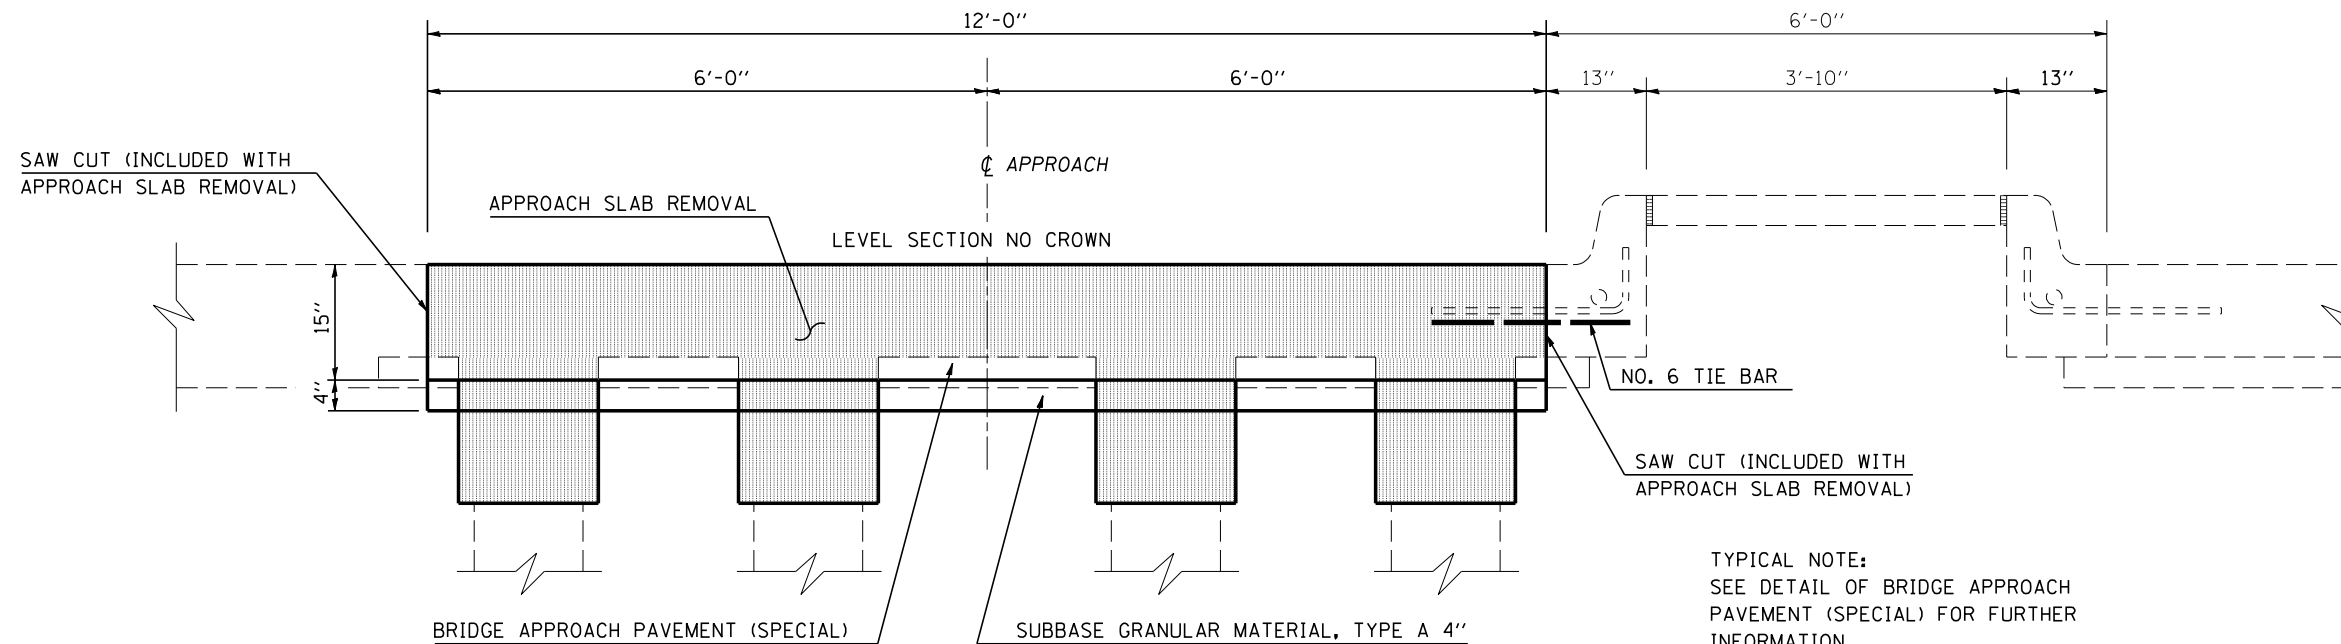 12'-0"
6'-0"
6'-0"
6'-0"
13"
3'-10"
13"
SAW CUT (INCLUDED WITH
APPROACH SLAB REMOVAL)
℄ APPROACH
APPROACH SLAB REMOVAL
LEVEL SECTION NO CROWN
15"
4"
NO. 6 TIE BAR
SAW CUT (INCLUDED WITH
APPROACH SLAB REMOVAL)
TYPICAL NOTE:
SEE DETAIL OF BRIDGE APPROACH
PAVEMENT (SPECIAL) FOR FURTHER
INFORMATION
BRIDGE APPROACH PAVEMENT (SPECIAL)
SUBBASE GRANULAR MATERIAL, TYPE A 4"